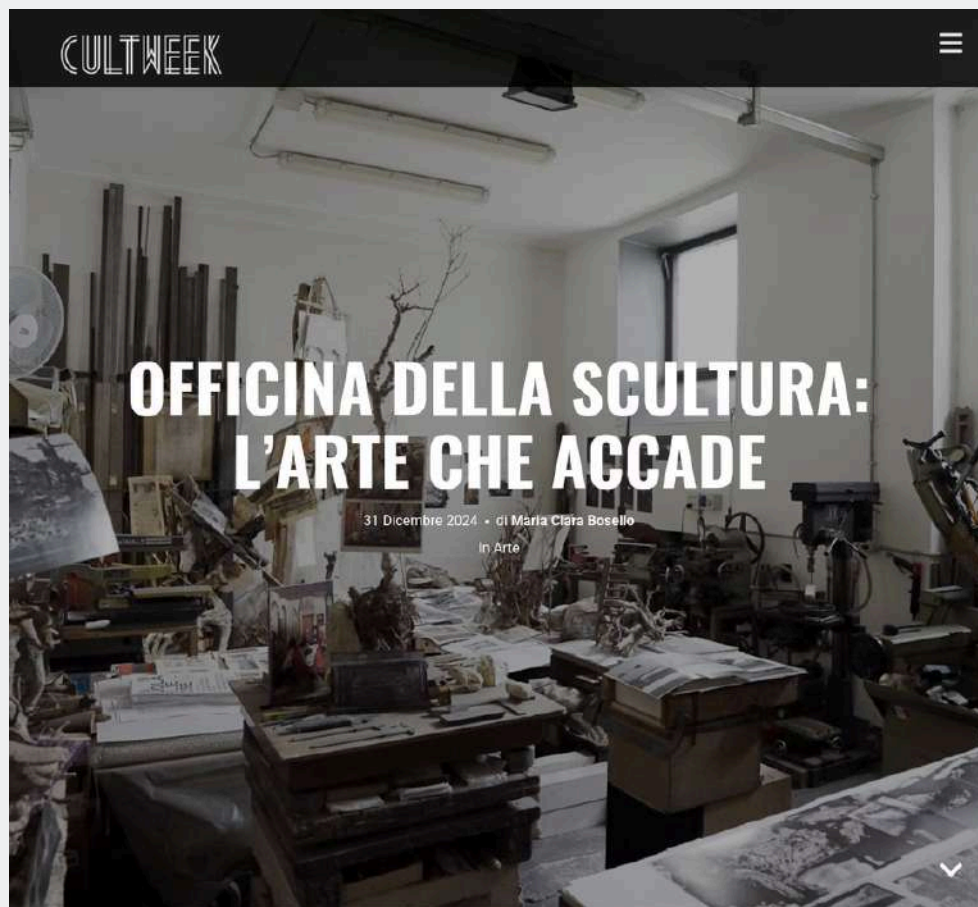 CULTWEEK
OFFICINA DELLA SCULTURA:
L'ARTE CHE ACCADE
31 Dicembre 2024 • di Maria Clara Bosello
In Arte